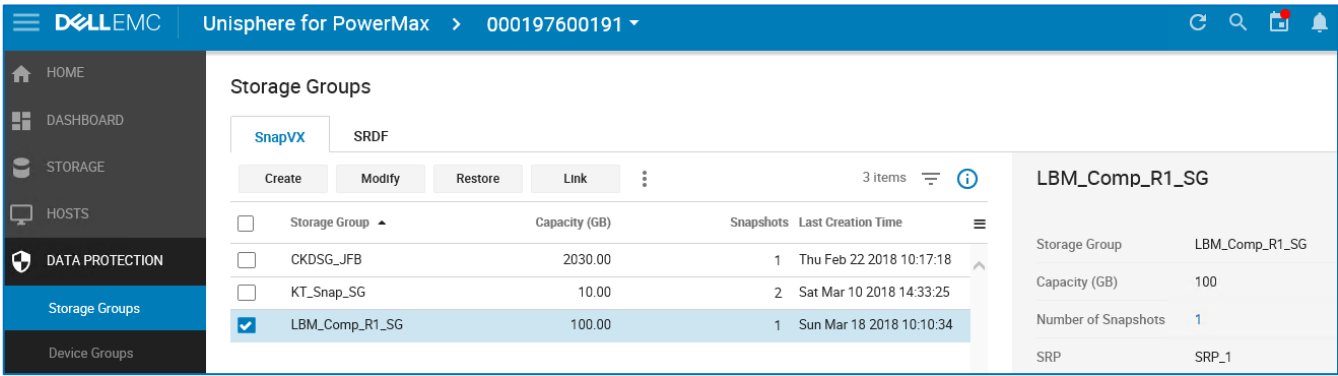 DELLEMC Unisphere for PowerMax > 000197600191
HOME
DASHBOARD
STORAGE
HOSTS
DATA PROTECTION
Storage Groups
Device Groups
Storage Groups
SnapVX SRDF
Create Modify Restore Link 3 items
Storage Group Capacity (GB) Snapshots Last Creation Time
CKDSG_JFB 2030.00 1 Thu Feb 22 2018 10:17:18
KT_Snap_SG 10.00 2 Sat Mar 10 2018 14:33:25
LBM_Comp_R1_SG 100.00 1 Sun Mar 18 2018 10:10:34
LBM_Comp_R1_SG
Storage Group LBM_Comp_R1_SG
Capacity (GB) 100
Number of Snapshots 1
SRP SRP_1